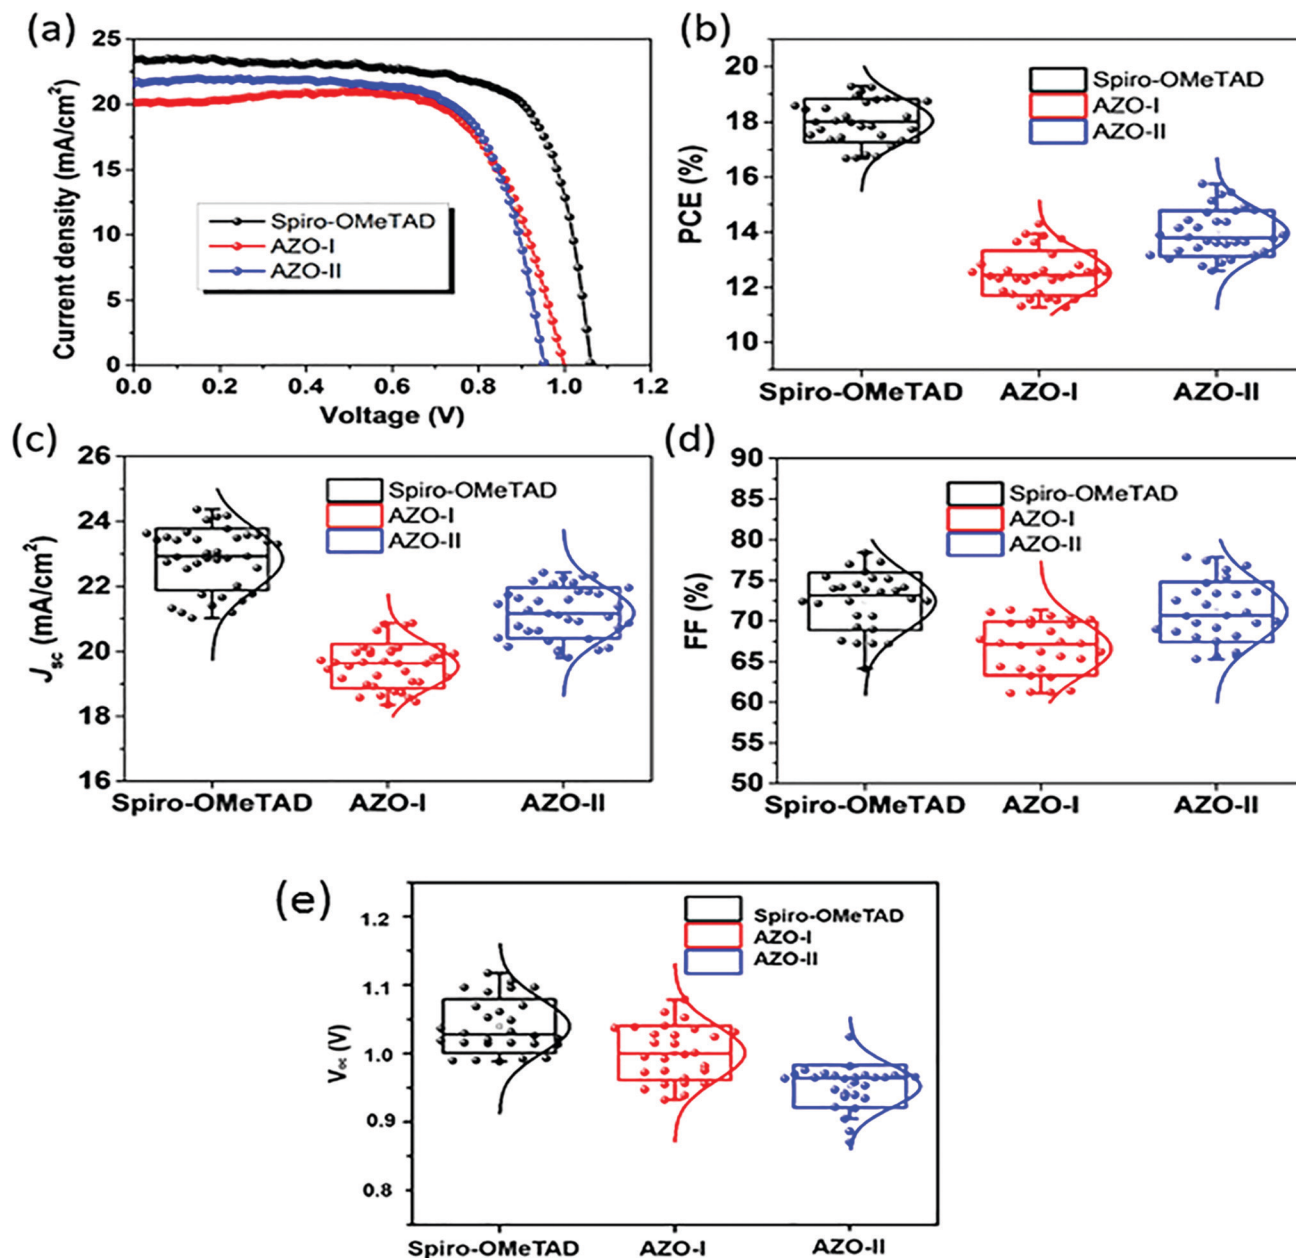 (a)
25
20
15
10
5
0
Current density (mA/cm²)
Spiro-OMeTAD
AZO-I
AZO-II
0.0 0.2 0.4 0.6 0.8 1.0 1.2
Voltage (V)
(b)
20
18
16
14
12
10
PCE (%)
Spiro-OMeTAD
AZO-I
AZO-II
Spiro-OMeTAD AZO-I AZO-II
(c)
26
24
22
20
18
16
Jsc (mA/cm²)
Spiro-OMeTAD
AZO-I
AZO-II
Spiro-OMeTAD AZO-I AZO-II
(d)
90
85
80
75
70
65
60
55
50
FF (%)
Spiro-OMeTAD
AZO-I
AZO-II
Spiro-OMeTAD AZO-I AZO-II
(e)
1.2
1.1
1.0
0.9
0.8
Voc (V)
Spiro-OMeTAD
AZO-I
AZO-II
Spiro-OMeTAD AZO-I AZO-II